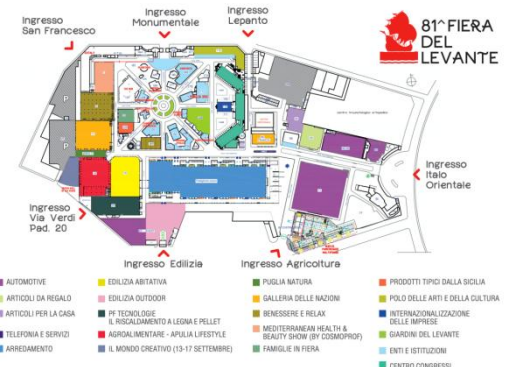 Ingresso
San Francesco
Ingresso
Monumentale
Ingresso
Lepanto
81^FIERA
DEL
LEVANTE
P
P
Ingresso
Italo
Orientale
Ingresso
Via Verdi
Pad. 20
Ingresso Edilizia
Ingresso Agricoltura
AUTOMOTIVE
ARTICOLI DA REGALO
ARTICOLI PER LA CASA
TELEFONIA E SERVIZI
ARREDAMENTO
EDILIZIA ABITATIVA
EDILIZIA OUTDOOR
PF TECNOLOGIE
IL RISCALDAMENTO A LEGNA E PELLET
AGROALIMENTARE - APULIA LIFESTYLE
IL MONDO CREATIVO (13-17 SETTEMBRE)
PUGLIA NATURA
GALLERIA DELLE NAZIONI
BENESSERE E RELAX
MEDITERRANEAN HEALTH &
BEAUTY SHOW (BY COSMOPROF)
FAMIGLIE IN FIERA
PRODOTTI TIPICI DALLA SICILIA
POLO DELLE ARTI E DELLA CULTURA
INTERNAZIONALIZZAZIONE
DELLE IMPRESE
GIARDINI DEL LEVANTE
ENTI E ISTITUZIONI
CENTRO CONGRESSI